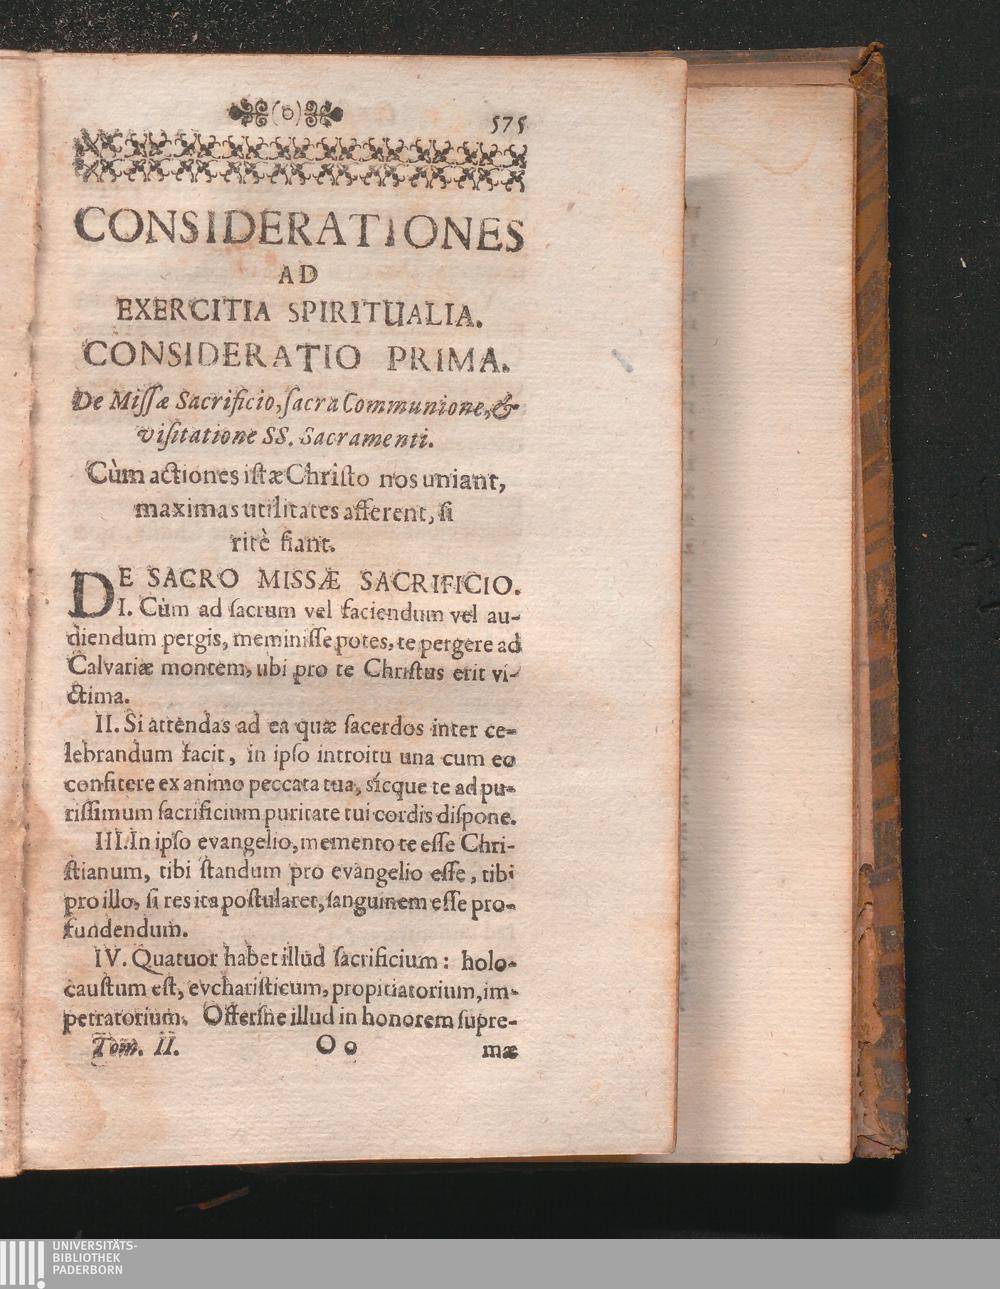 (o) 575
CONSIDERATIONES
AD
EXERCITIA SPIRITUALIA.
CONSIDERATIO PRIMA.
De Missæ Sacrificio, sacra Communione, &
visitatione SS. Sacramenti.
Cùm actiones istæ Christo nos uniant,
maximas utilitates afferent, si
ritè fiant.
DE SACRO MISSÆ SACRIFICIO.
I. Cùm ad sacrum vel faciendum vel au-
diendum pergis, meminisse potes, te pergere ad
Calvariæ montem, ubi pro te Christus erit vi-
ctima.
II. Si attendas ad ea quæ sacerdos inter ce-
lebrandum facit, in ipso introitu una cum eo
confitere ex animo peccata tua, sicque te ad pu-
rissimum sacrificium puritate tui cordis dispone.
III. In ipso evangelio, memento te esse Chri-
stianum, tibi standum pro evangelio esse, tibi
pro illo, si res ita postularet, sanguinem esse pro-
fundendum.
IV. Quatuor habet illud sacrificium: holo-
caustum est, evcharisticum, propitiatorium, im-
petratorium. Offersne illud in honorem supre-
Tom. II. Oo mæ
UNIVERSITÄTS-
BIBLIOTHEK
PADERBORN